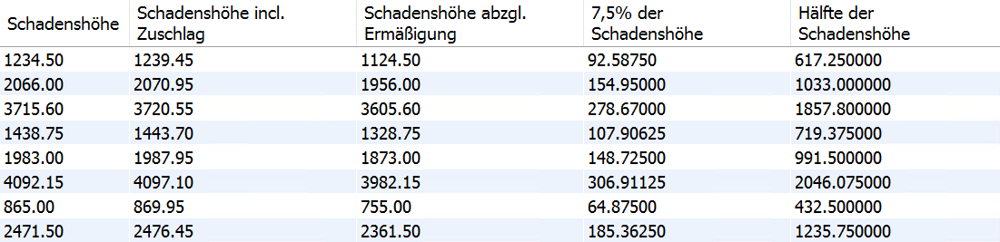 Schadenshöhe Schadenshöhe incl. Zuschlag Schadenshöhe abzgl. Ermäßigung 7,5% der Schadenshöhe Hälfte der Schadenshöhe
1234.50 1239.45 1124.50 92.58750 617.250000
2066.00 2070.95 1956.00 154.95000 1033.000000
3715.60 3720.55 3605.60 278.67000 1857.800000
1438.75 1443.70 1328.75 107.90625 719.375000
1983.00 1987.95 1873.00 148.72500 991.500000
4092.15 4097.10 3982.15 306.91125 2046.075000
865.00 869.95 755.00 64.87500 432.500000
2471.50 2476.45 2361.50 185.36250 1235.750000